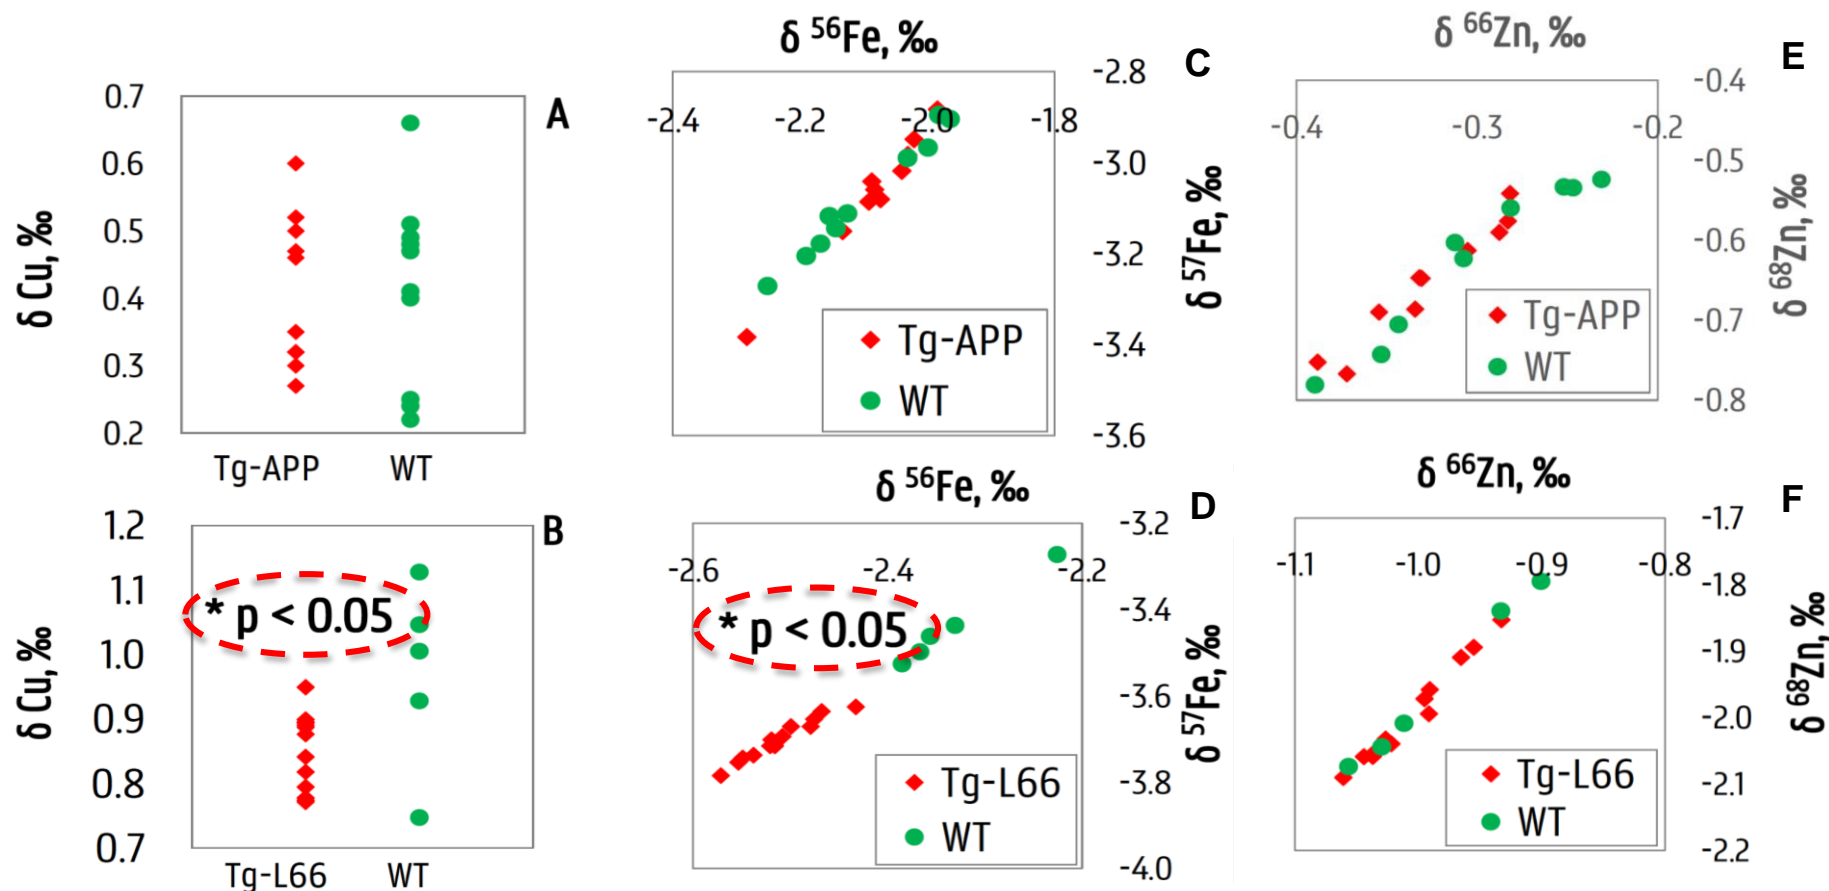 δ Cu, ‰
0.7
0.6
0.5
0.4
0.3
0.2
Tg-APP
WT
A
δ ⁵⁶Fe, ‰
-2.4
-2.2
-2.0
-1.8
-2.8
-3.0
-3.2
-3.4
-3.6
δ ⁵⁷Fe, ‰
Tg-APP
WT
C
δ ⁶⁶Zn, ‰
-0.4
-0.3
-0.2
-0.4
-0.5
-0.6
-0.7
-0.8
δ ⁶⁸Zn, ‰
Tg-APP
WT
E
δ Cu, ‰
1.2
1.1
1.0
0.9
0.8
0.7
* p < 0.05
Tg-L66
WT
B
δ ⁵⁶Fe, ‰
-2.6
-2.4
-2.2
-3.2
-3.4
-3.6
-3.8
-4.0
δ ⁵⁷Fe, ‰
* p < 0.05
Tg-L66
WT
D
δ ⁶⁶Zn, ‰
-1.1
-1.0
-0.9
-0.8
-1.7
-1.8
-1.9
-2.0
-2.1
-2.2
δ ⁶⁸Zn, ‰
Tg-L66
WT
F